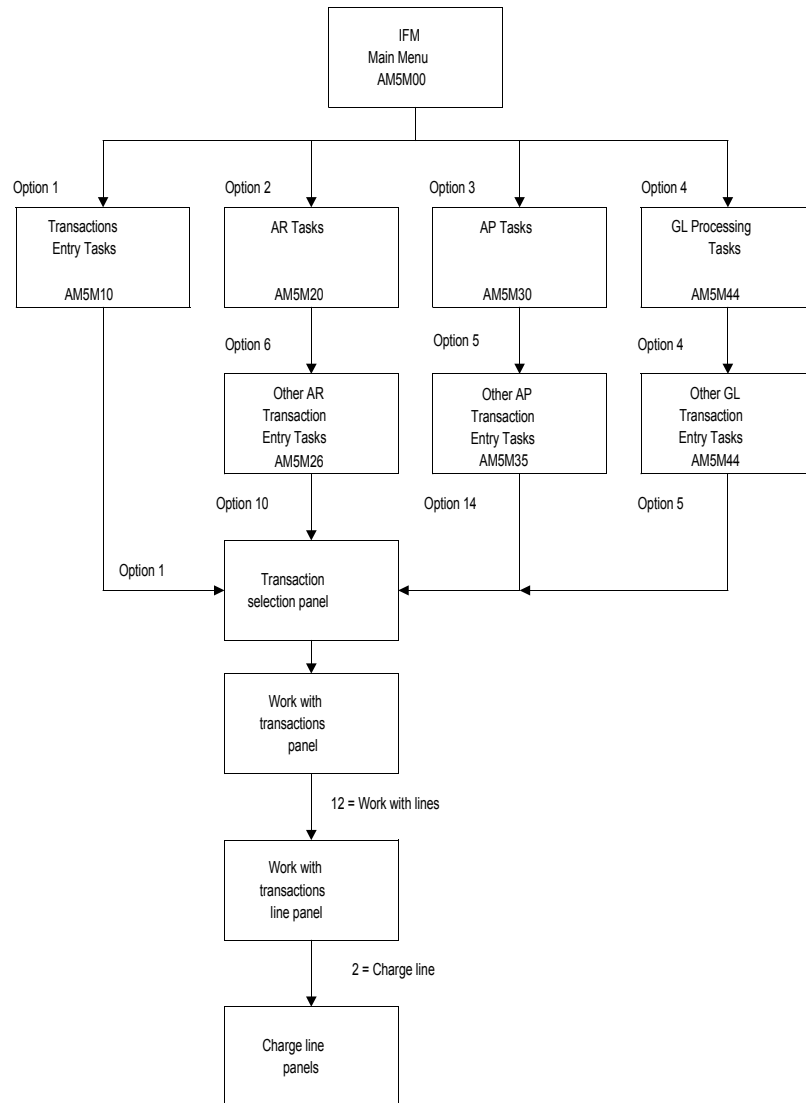 IFM
Main Menu
AM5M00
Option 1
Option 2
Option 3
Option 4
Transactions
Entry Tasks
AM5M10
AR Tasks
AM5M20
AP Tasks
AM5M30
GL Processing
Tasks
AM5M44
Option 6
Option 5
Option 4
Other AR
Transaction
Entry Tasks
AM5M26
Other AP
Transaction
Entry Tasks
AM5M35
Other GL
Transaction
Entry Tasks
AM5M44
Option 10
Option 14
Option 5
Option 1
Transaction
selection panel
Work with
transactions
panel
12 = Work with lines
Work with
transactions
line panel
2 = Charge line
Charge line
panels